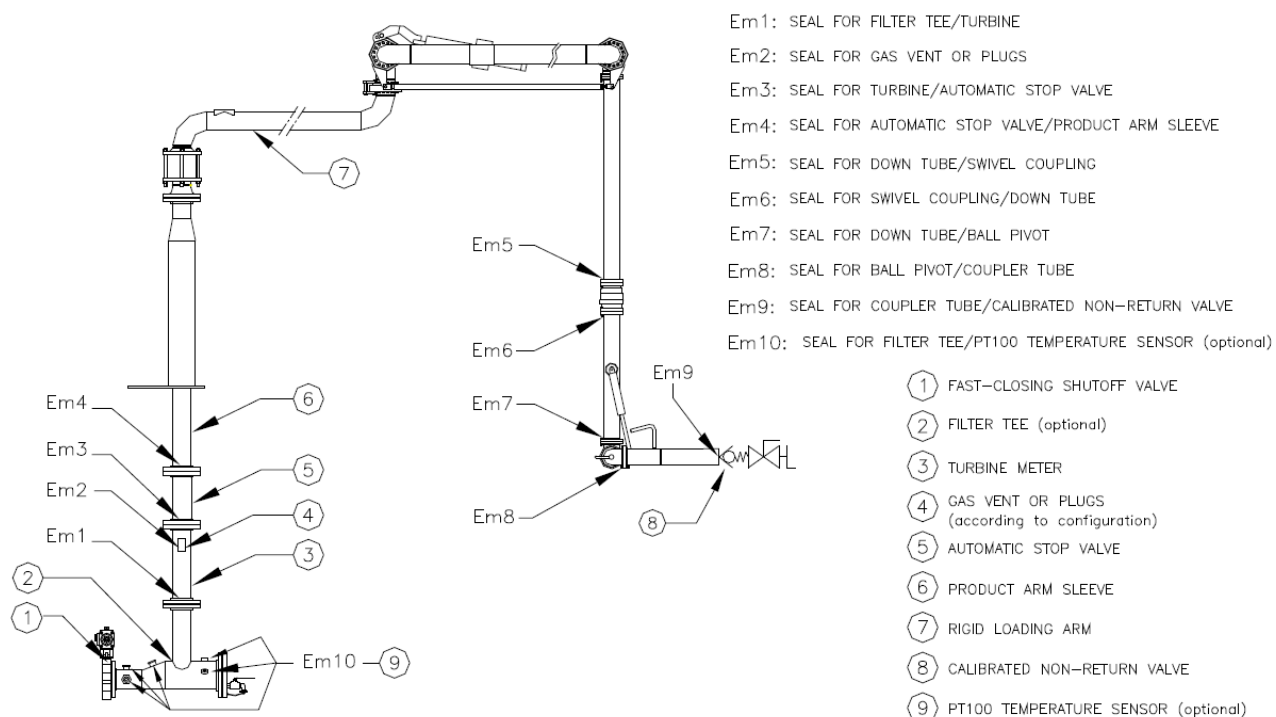 Em1: SEAL FOR FILTER TEE/TURBINE
Em2: SEAL FOR GAS VENT OR PLUGS
Em3: SEAL FOR TURBINE/AUTOMATIC STOP VALVE
Em4: SEAL FOR AUTOMATIC STOP VALVE/PRODUCT ARM SLEEVE
Em5: SEAL FOR DOWN TUBE/SWIVEL COUPLING
Em6: SEAL FOR SWIVEL COUPLING/DOWN TUBE
Em7: SEAL FOR DOWN TUBE/BALL PIVOT
Em8: SEAL FOR BALL PIVOT/COUPLER TUBE
Em9: SEAL FOR COUPLER TUBE/CALIBRATED NON-RETURN VALVE
Em10: SEAL FOR FILTER TEE/PT100 TEMPERATURE SENSOR (optional)
1 FAST-CLOSING SHUTOFF VALVE
2 FILTER TEE (optional)
3 TURBINE METER
4 GAS VENT OR PLUGS
(according to configuration)
5 AUTOMATIC STOP VALVE
6 PRODUCT ARM SLEEVE
7 RIGID LOADING ARM
8 CALIBRATED NON-RETURN VALVE
9 PT100 TEMPERATURE SENSOR (optional)
7
Em5
Em6
Em9
Em7
Em8
8
Em4
6
Em3
5
Em2
4
Em1
3
2
1
Em10
9